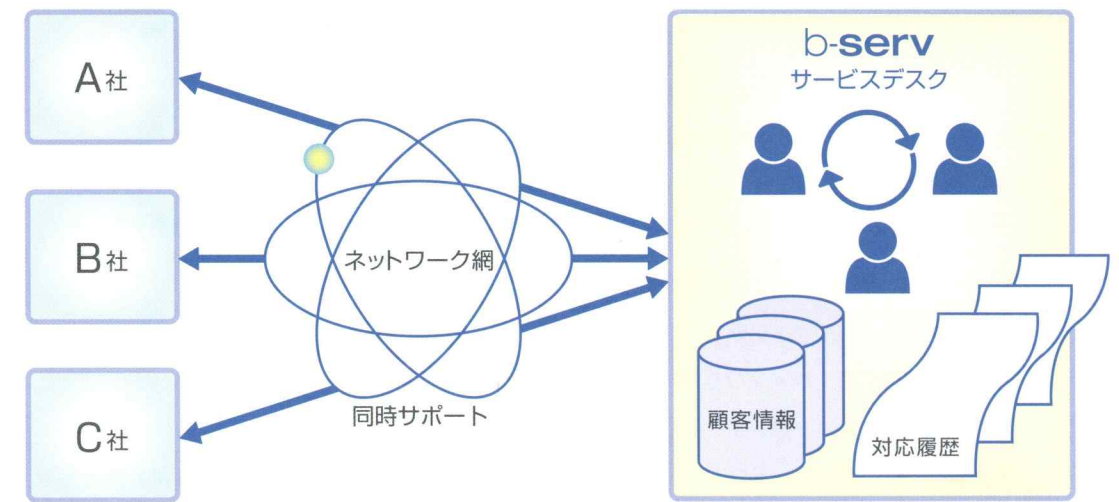 A社
B社
C社
ネットワーク網
同時サポート
b-serv
サービスデスク
顧客情報
対応履歴